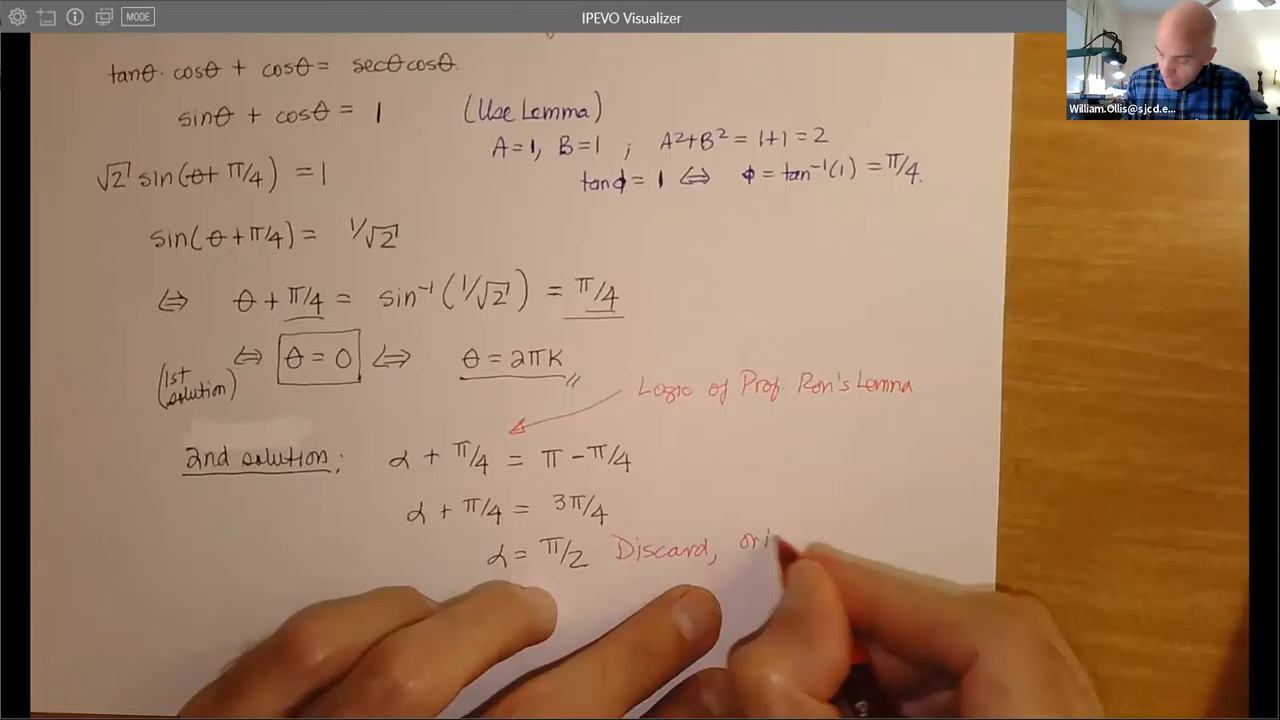 IPEVO Visualizer
MODE
William.Ollis@sjcd.e...
tanθ · cosθ + cosθ = secθcosθ.
sinθ + cosθ = 1 (Use Lemma)
A=1, B=1 ; A²+B² = 1+1 = 2
√2 sin(θ + π/4) = 1
tanϕ = 1 ⇔ ϕ = tan⁻¹(1) = π/4.
sin(θ + π/4) = 1/√2
⇔ θ + π/4 = sin⁻¹(1/√2) = π/4
(1st solution) ⇔ θ = 0 ⇔ θ = 2πK //
Logic of Prof Ron's Lemma
2nd solution: α + π/4 = π - π/4
α + π/4 = 3π/4
α = π/2 Discard, ori